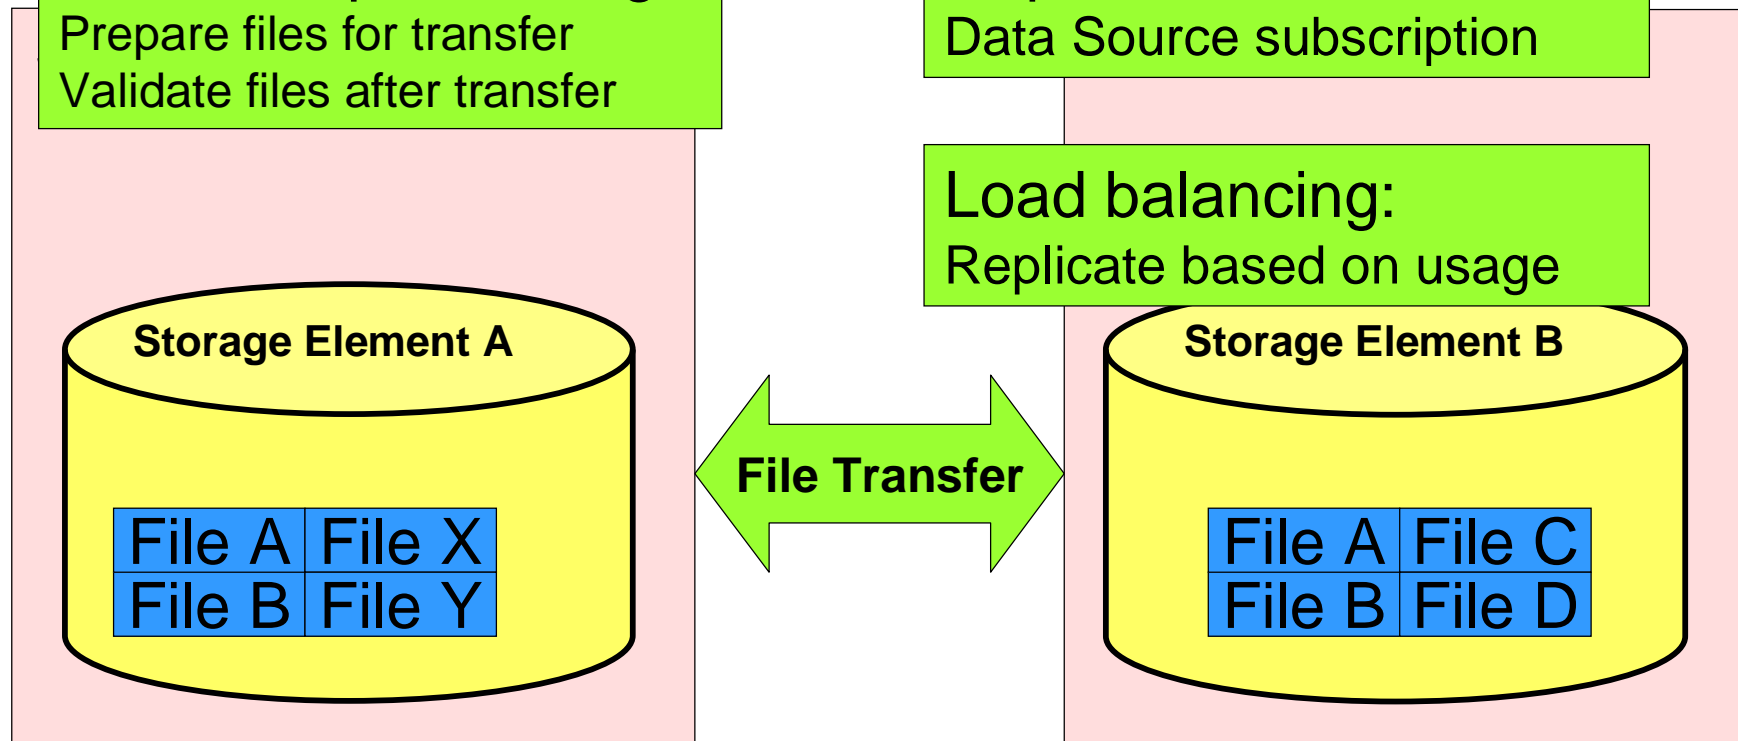 Prepare files for transfer
Validate files after transfer
Data Source subscription
Load balancing:
Replicate based on usage
Storage Element A
Storage Element B
File Transfer
File A File X
File B File Y
File A File C
File B File D